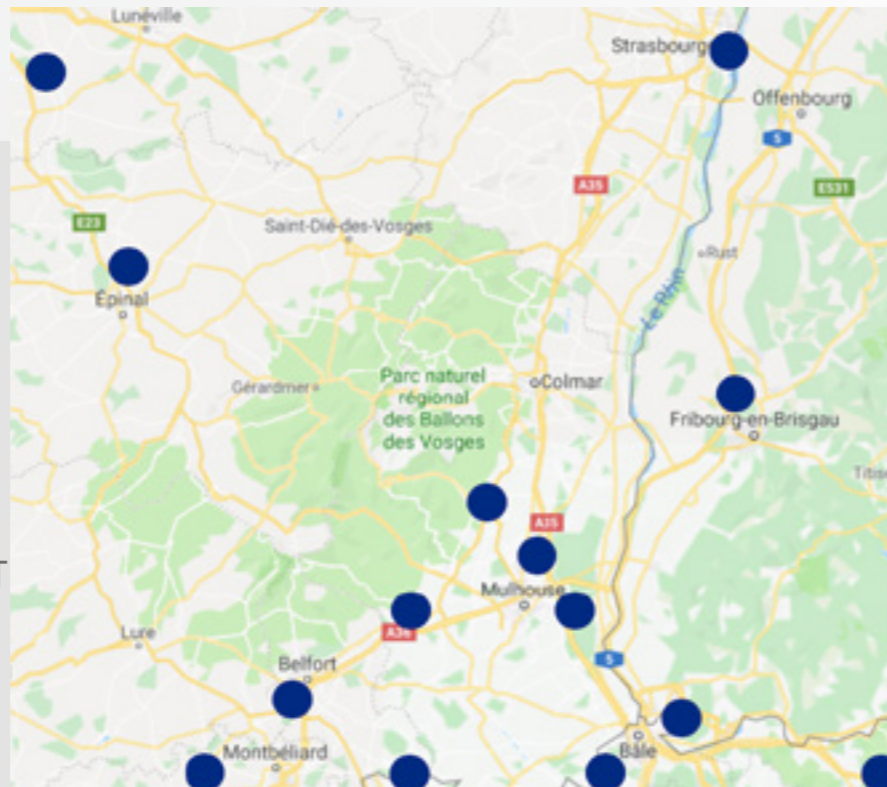 Lunéville
Strasbourg
Offenbourg
5
A35
E531
E23
Saint-Dié-des-Vosges
Rust
Épinal
Le Rhin
Gérardmer
Parc naturel
régional
des Ballons
des Vosges
Colmar
Fribourg-en-Brisgau
Titis
A35
Mulhouse
A36
Lure
Belfort
5
Montbéliard
Bâle